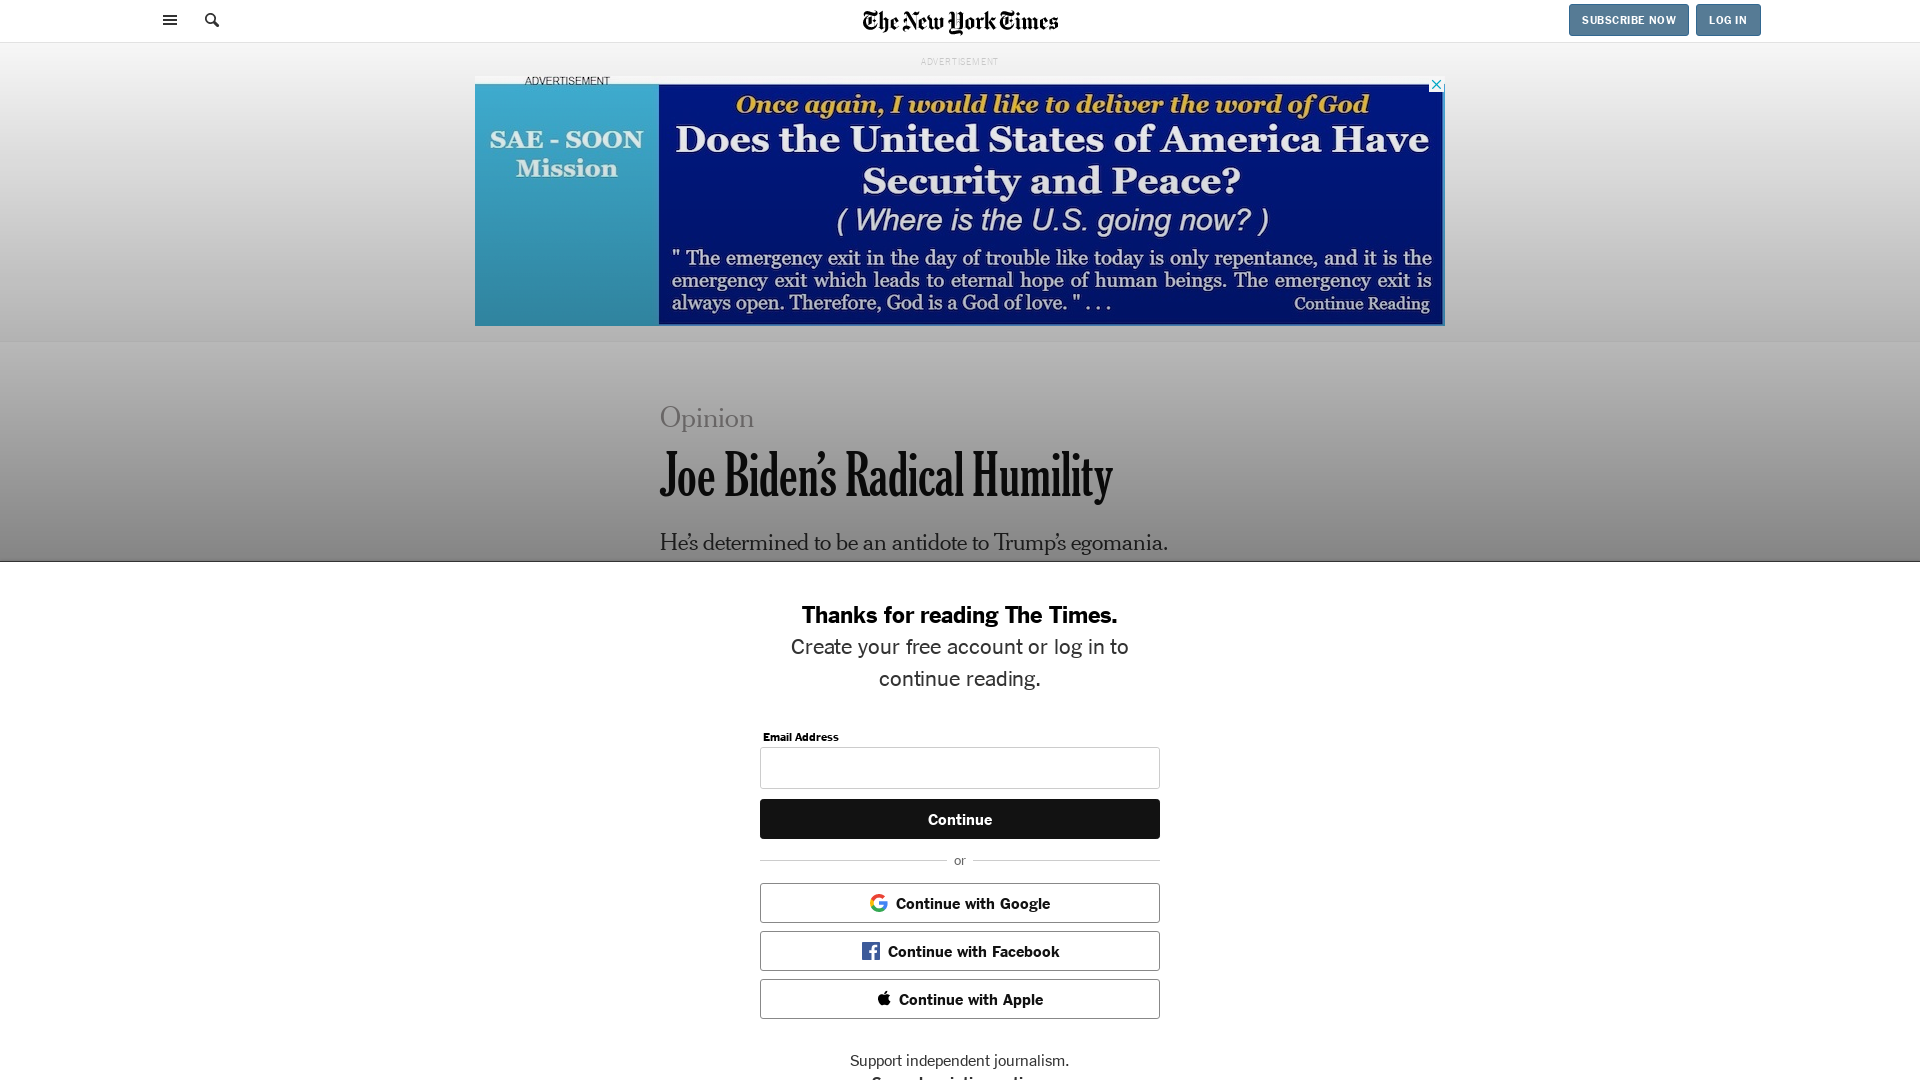 The New York Times
SUBSCRIBE NOW
LOG IN
ADVERTISEMENT
ADVERTISEMENT
SAE - SOON
Mission
Once again, I would like to deliver the word of God
Does the United States of America Have
Security and Peace?
( Where is the U.S. going now? )
" The emergency exit in the day of trouble like today is only repentance, and it is the
emergency exit which leads to eternal hope of human beings. The emergency exit is
always open. Therefore, God is a God of love. " . . .
Continue Reading
Opinion
Joe Biden’s Radical Humility
He’s determined to be an antidote to Trump’s egomania.
Thanks for reading The Times.
Create your free account or log in to
continue reading.
Email Address
Continue
or
Continue with Google
Continue with Facebook
Continue with Apple
Support independent journalism.